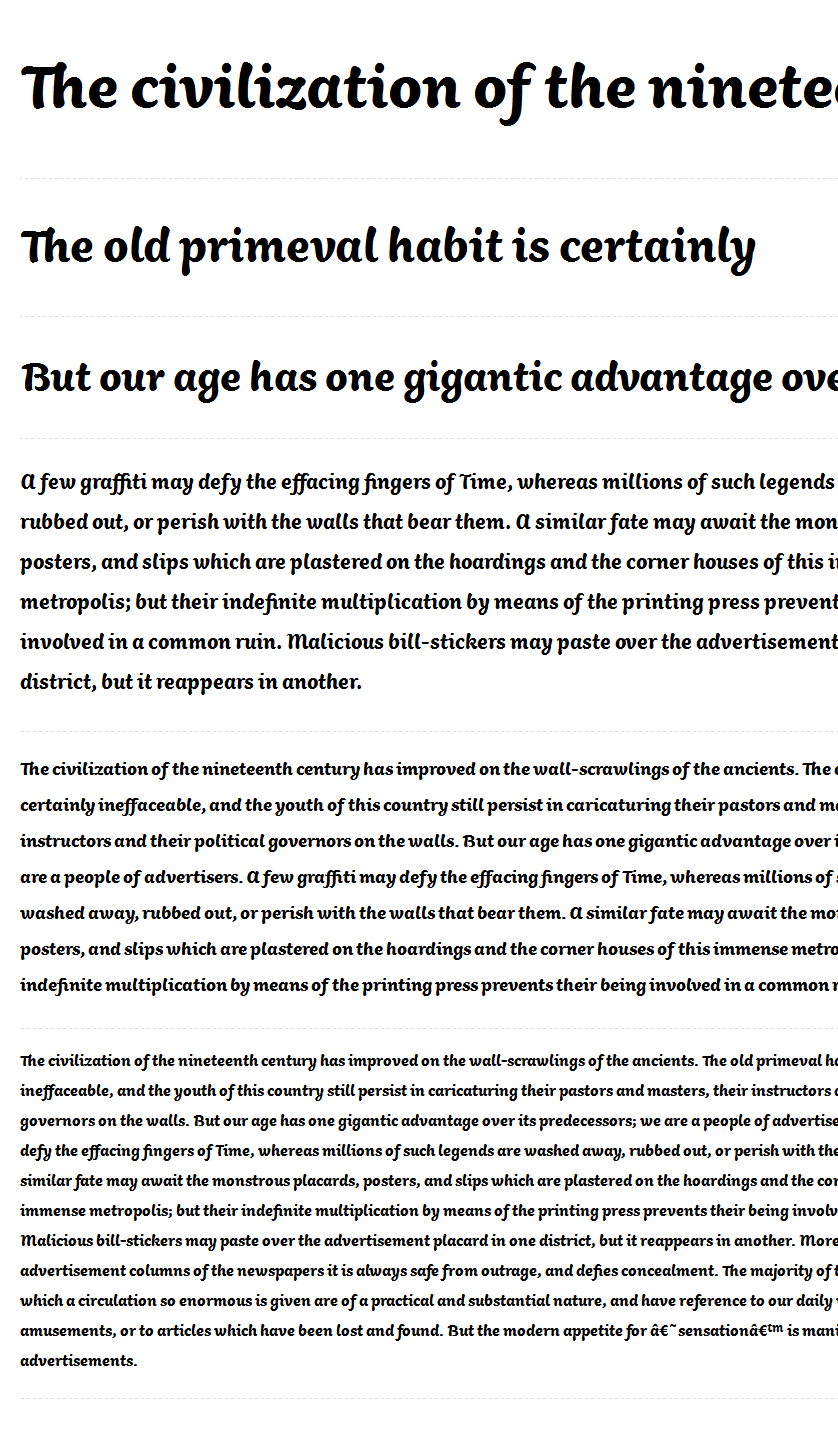 The civilization of the ninete
The old primeval habit is certainly
But our age has one gigantic advantage ove
A few graffiti may defy the effacing fingers of Time, whereas millions of such legends
rubbed out, or perish with the walls that bear them. A similar fate may await the mon
posters, and slips which are plastered on the hoardings and the corner houses of this i
metropolis; but their indefinite multiplication by means of the printing press prevent
involved in a common ruin. Malicious bill-stickers may paste over the advertisement
district, but it reappears in another.
The civilization of the nineteenth century has improved on the wall-scrawlings of the ancients. The
certainly ineffaceable, and the youth of this country still persist in caricaturing their pastors and m
instructors and their political governors on the walls. But our age has one gigantic advantage over i
are a people of advertisers. A few graffiti may defy the effacing fingers of Time, whereas millions of
washed away, rubbed out, or perish with the walls that bear them. A similar fate may await the mo
posters, and slips which are plastered on the hoardings and the corner houses of this immense metro
indefinite multiplication by means of the printing press prevents their being involved in a common
The civilization of the nineteenth century has improved on the wall-scrawlings of the ancients. The old primeval ha
ineffaceable, and the youth of this country still persist in caricaturing their pastors and masters, their instructors
governors on the walls. But our age has one gigantic advantage over its predecessors; we are a people of advertise
defy the effacing fingers of Time, whereas millions of such legends are washed away, rubbed out, or perish with the
similar fate may await the monstrous placards, posters, and slips which are plastered on the hoardings and the cor
immense metropolis; but their indefinite multiplication by means of the printing press prevents their being involv
Malicious bill-stickers may paste over the advertisement placard in one district, but it reappears in another. More
advertisement columns of the newspapers it is always safe from outrage, and defies concealment. The majority of t
which a circulation so enormous is given are of a practical and substantial nature, and have reference to our daily
amusements, or to articles which have been lost and found. But the modern appetite for â€˜sensationâ€™ is mani
advertisements.